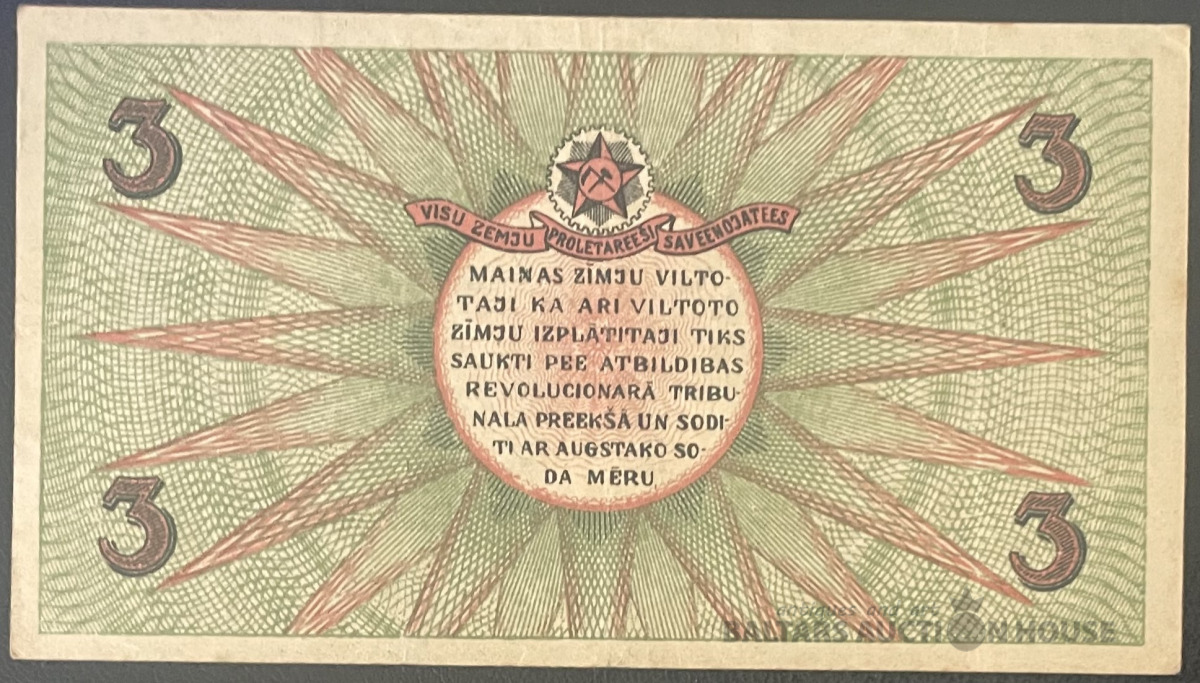 3 3
VISU ZEMJU PROLETAREEŠI SAVEENOJATEES
MAIŅAS ZĪMJU VILTO-
TAJI KA ARI VILTOTO
ZĪMJU IZPLĀTITAJI TIKS
SAUKTI PEE ATBILDIBAS
REVOLUCIONARĀ TRIBU-
NALA PREEKŠĀ UN SODI-
TI AR AUGSTAKO SO-
DA MĒRU
3 3
BALTARS AUCTION HOUSE